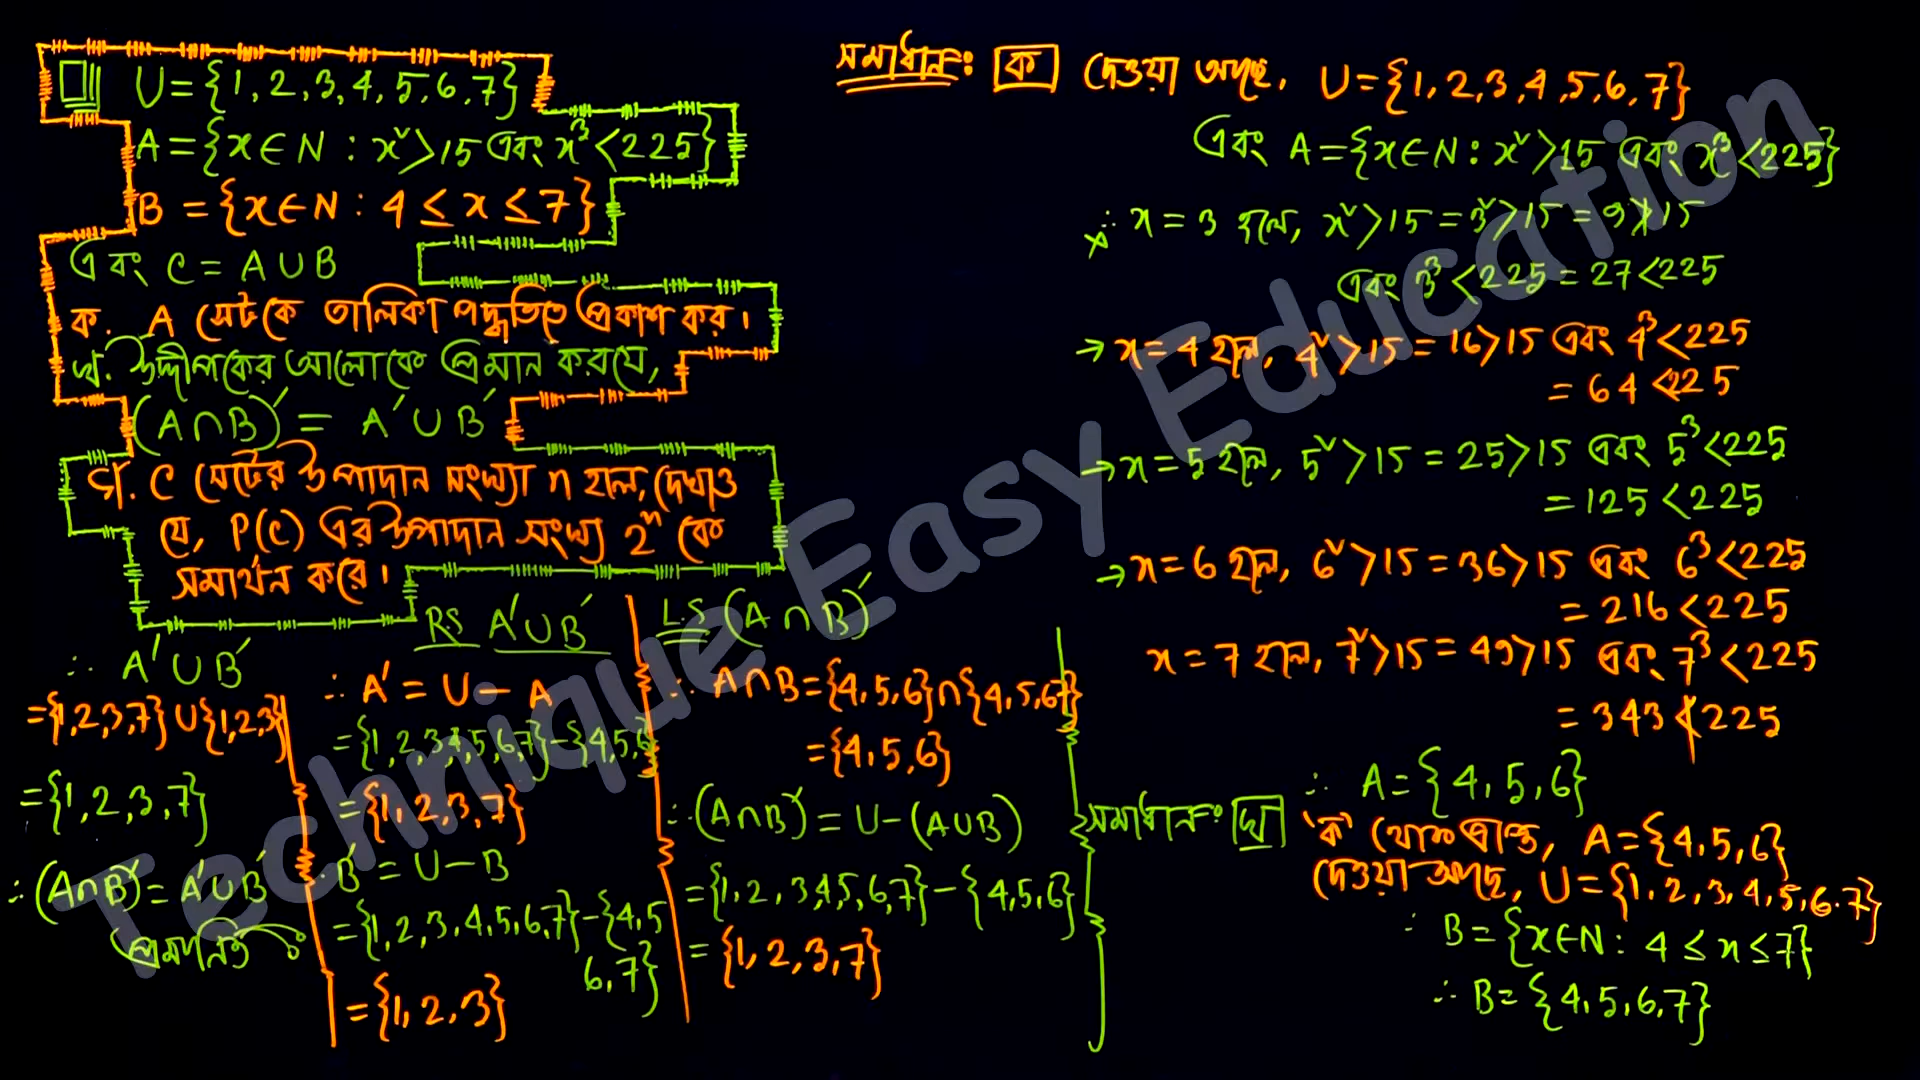 U={1,2,3,4,5,6,7}
A={x∈N : x²>15 এবং x³<225}
B={x∈N : 4≤x≤7}
এবং C=A∪B
ক. A সেটকে তালিকা পদ্ধতিতে প্রকাশ কর।
খ. উদ্দীপকের আলোকে প্রমান কর যে,
(A∩B)′ = A′∪B′
গ. C সেটের উপাদান সংখ্যা n হলে, দেখাও
যে, P(C) এর উপাদান সংখ্যা 2ⁿ কে
সমার্থন করে।
সমাধান: ক দেওয়া আছে, U={1,2,3,4,5,6,7}
এবং A={x∈N : x²>15 এবং x³<225}
∴ x=3 হলে, x²>15=3²>15=9≯15
এবং 3³<225=27<225
→x=4 হলে, 4²>15=16>15 এবং 4³<225
=64<225
→x=5 হলে, 5²>15=25>15 এবং 5³<225
=125<225
→x=6 হলে, 6²>15=36>15 এবং 6³<225
=216<225
x=7 হলে, 7²>15=49>15 এবং 7³<225
=343≮225
∴ A={4,5,6}
সমাধান: খ 'ক' থেকে প্রাপ্ত, A={4,5,6}
দেওয়া আছে, U={1,2,3,4,5,6.7}
∴ B={x∈N : 4≤x≤7}
∴ B={4,5,6,7}
L.S (A∩B)′
∴ A∩B={4,5,6}∩{4,5,6,7}
={4,5,6}
∴(A∩B)′=U-(A∪B)
={1,2,3,4,5,6,7}-{4,5,6}
={1,2,3,7}
R.S A′∪B′
∴ A′=U-A
={1,2,3,4,5,6,7}-{4,5,6}
={1,2,3,7}
B′=U-B
={1,2,3,4,5,6,7}-{4,5
6,7}
={1,2,3}
∴ A′∪B′
={1,2,3,7}∪{1,2,3}
={1,2,3,7}
∴(A∩B)′=A′∪B′
প্রমানিত
Technique Easy Education